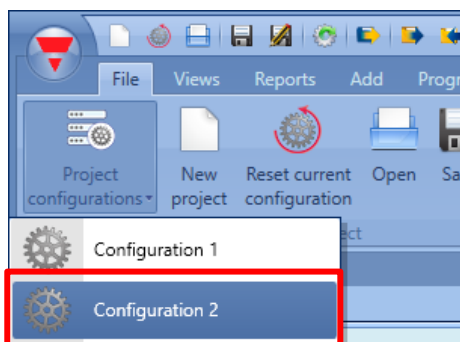 File Views Reports Add
Project configurations
New project
Reset current configuration
Open
Configuration 1
Configuration 2